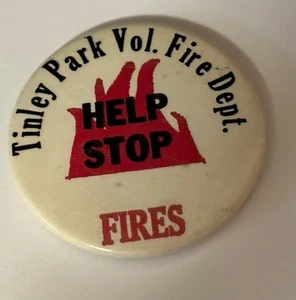 Tinley Park Vol. Fire Dept.
HELP
STOP
FIRES